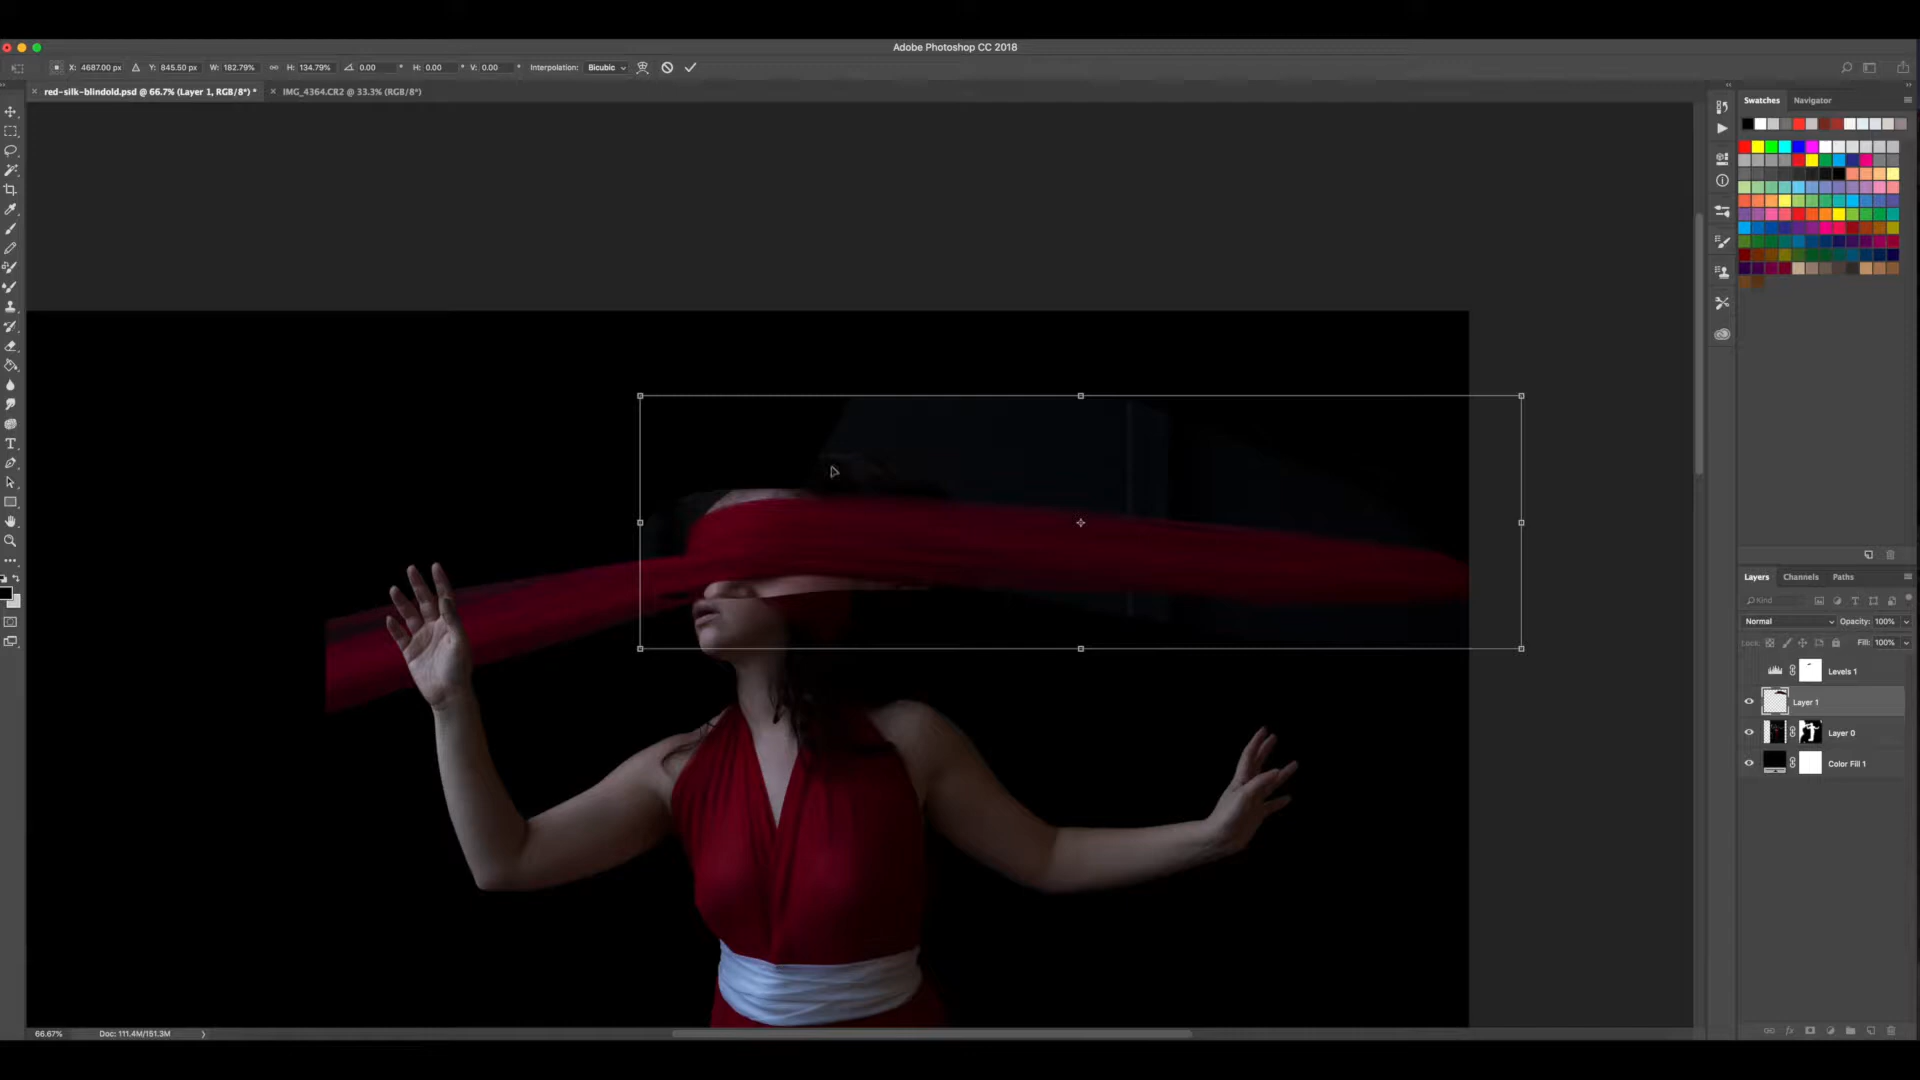 Adobe Photoshop CC 2018
X: 4687.00 px Y: 845.50 px W: 182.79% H: 134.79% 0.00 ° H: 0.00 ° V: 0.00 ° Interpolation: Bicubic
× red-silk-blindold.psd @ 66.7% (Layer 1, RGB/8*) * × IMG_4364.CR2 @ 33.3% (RGB/8*)
Swatches Navigator
Layers Channels Paths
Kind
Normal Opacity: 100%
Lock: Fill: 100%
Levels 1
Layer 1
Layer 0
Color Fill 1
66.67% Doc: 111.4M/151.3M